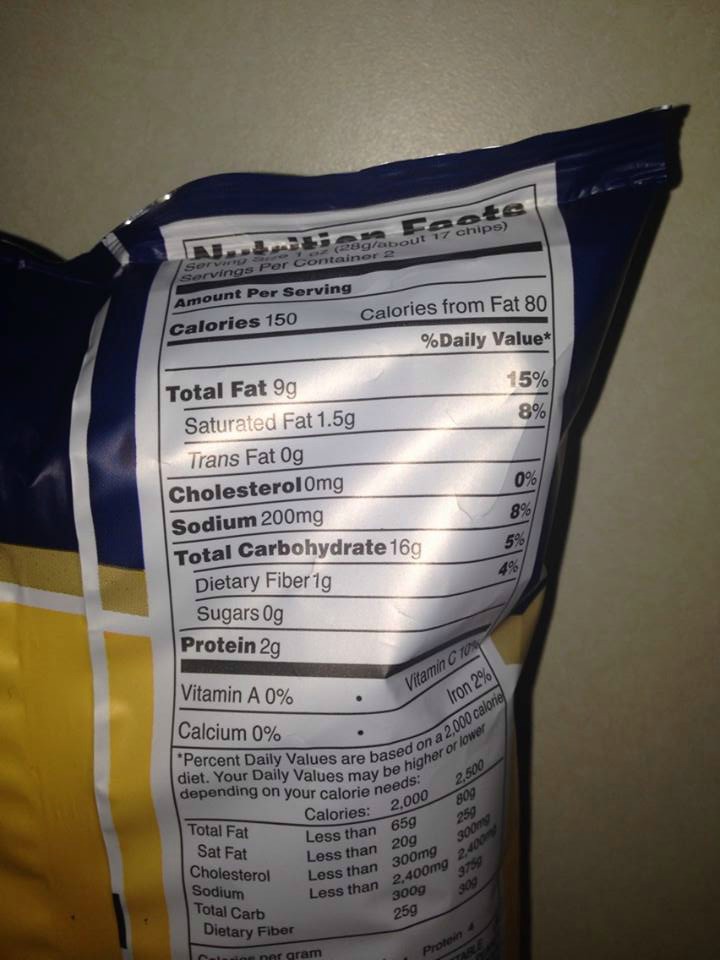 Nutrition Facts
Serving Size 1 oz (28g/about 17 chips)
Servings Per Container 2
Amount Per Serving
Calories 150 Calories from Fat 80
%Daily Value*
Total Fat 9g 15%
Saturated Fat 1.5g 8%
Trans Fat 0g
Cholesterol 0mg 0%
Sodium 200mg 8%
Total Carbohydrate 16g 5%
Dietary Fiber 1g 4%
Sugars 0g
Protein 2g
Vitamin A 0% • Vitamin C 10%
Calcium 0% • Iron 2%
*Percent Daily Values are based on a 2,000 calorie
diet. Your Daily Values may be higher or lower
depending on your calorie needs:
Calories: 2,000 2,500
Total Fat Less than 65g 80g
Sat Fat Less than 20g 25g
Cholesterol Less than 300mg 300mg
Sodium Less than 2,400mg 2,400mg
Total Carb 300g 375g
Dietary Fiber 25g 30g
Calories per gram
Protein 4